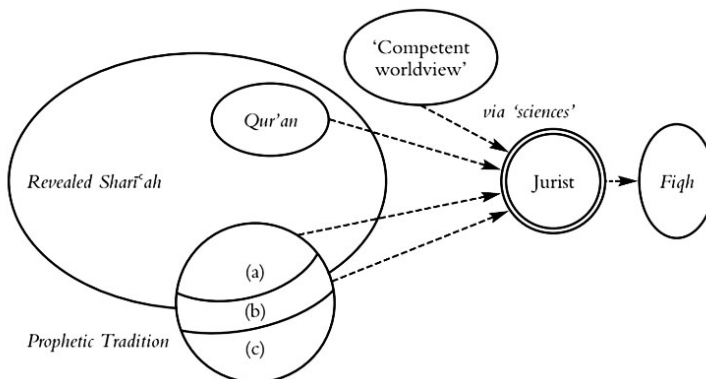 ‘Competent
worldview’
via ‘sciences’
Qur’an
Revealed Sharīʿah
Jurist
Fiqh
(a)
(b)
Prophetic Tradition
(c)